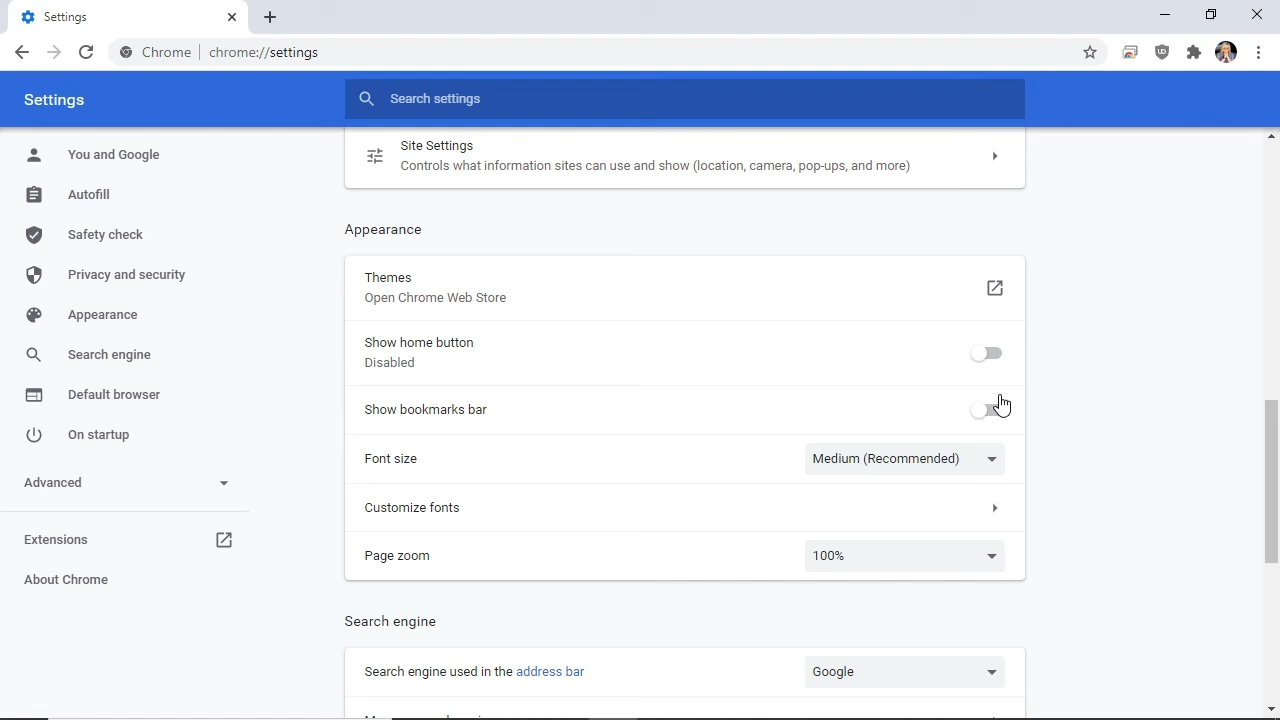 Settings
Chrome
chrome://settings
Settings
Search settings
You and Google
Autofill
Safety check
Privacy and security
Appearance
Search engine
Default browser
On startup
Advanced
Extensions
About Chrome
Site Settings
Controls what information sites can use and show (location, camera, pop-ups, and more)
Appearance
Themes
Open Chrome Web Store
Show home button
Disabled
Show bookmarks bar
Font size
Medium (Recommended)
Customize fonts
Page zoom
100%
Search engine
Search engine used in the address bar
Google